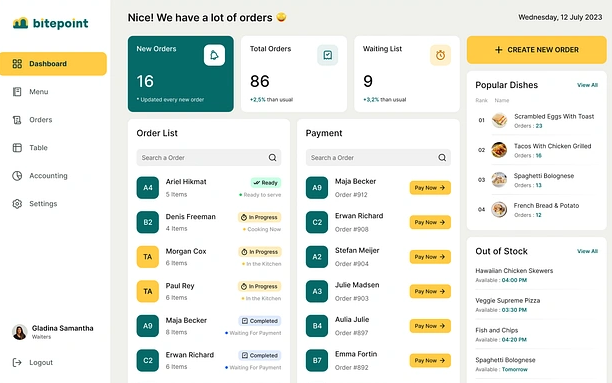 bitepoint
Nice! We have a lot of orders
Wednesday, 12 July 2023
Dashboard
Menu
Orders
Table
Accounting
Settings
Gladina Samantha
Waiters
Logout
New Orders
16
* Updated every new order
Total Orders
86
+2,5% than usual
Waiting List
9
+3,2% than usual
Order List
Search a Order
A4
Ariel Hikmat
5 Items
Ready
Ready to serve
B2
Denis Freeman
4 Items
In Progress
Cooking Now
TA
Morgan Cox
6 Items
In Progress
In the Kitchen
TA
Paul Rey
6 Items
In Progress
In the Kitchen
A9
Maja Becker
8 Items
Completed
Waiting For Payment
C2
Erwan Richard
6 Items
Completed
Waiting For Payment
Payment
Search a Order
A9
Maja Becker
Order #912
Pay Now
C2
Erwan Richard
Order #908
Pay Now
A2
Stefan Meijer
Order #904
Pay Now
A3
Julie Madsen
Order #903
Pay Now
B4
Aulia Julie
Order #897
Pay Now
B7
Emma Fortin
Order #892
Pay Now
CREATE NEW ORDER
Popular Dishes
View All
Rank Name
01
Scrambled Eggs With Toast
Orders : 23
02
Tacos With Chicken Grilled
Orders : 16
03
Spaghetti Bolognese
Orders : 13
04
French Bread & Potato
Orders : 12
Out of Stock
View All
Hawaiian Chicken Skewers
Available : 04:00 PM
Veggie Supreme Pizza
Available : 03:30 PM
Fish and Chips
Available : 04:20 PM
Spaghetti Bolognese
Available : Tomorrow